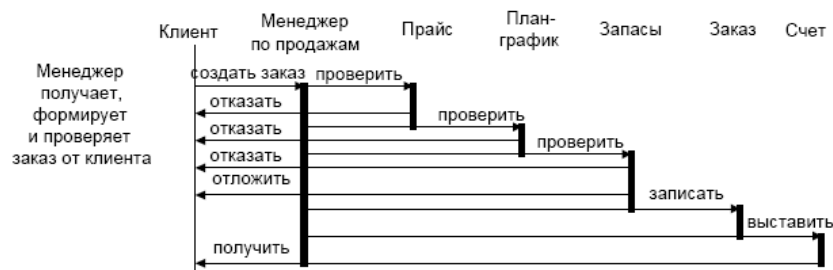 Клиент
Менеджер
по продажам
Прайс
План-
график
Запасы
Заказ
Счет
Менеджер
получает,
формирует
и проверяет
заказ от клиента
создать заказ
проверить
отказать
проверить
отказать
проверить
отказать
отложить
записать
выставить
получить